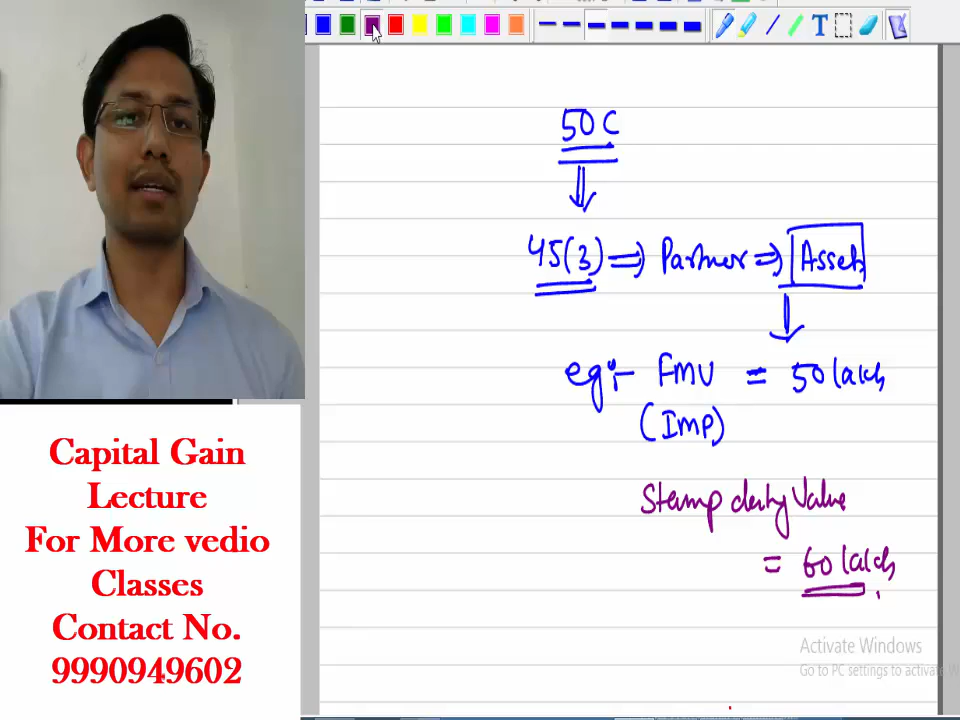 50C
45(3) ⇒ Partner ⇒ Asset
eg:- FMV = 50 lakh
(IMP)
Stamp duty Value
= 60 lakh
Capital Gain
Lecture
For More vedio
Classes
Contact No.
9990949602
T
Activate Windows
Go to PC settings to activate W